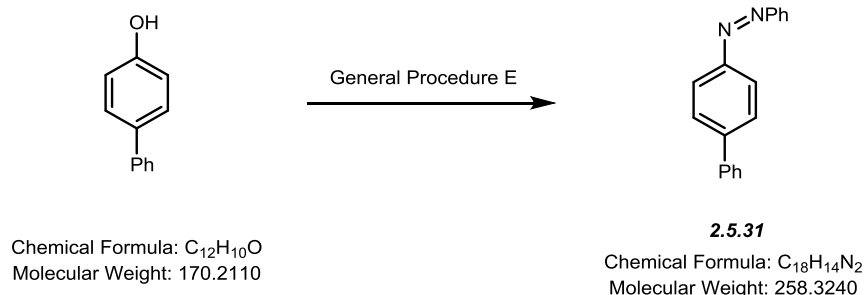 OH
Ph
General Procedure E
N
NPh
Ph
2.5.31
Chemical Formula: C₁₂H₁₀O
Molecular Weight: 170.2110
Chemical Formula: C₁₈H₁₄N₂
Molecular Weight: 258.3240